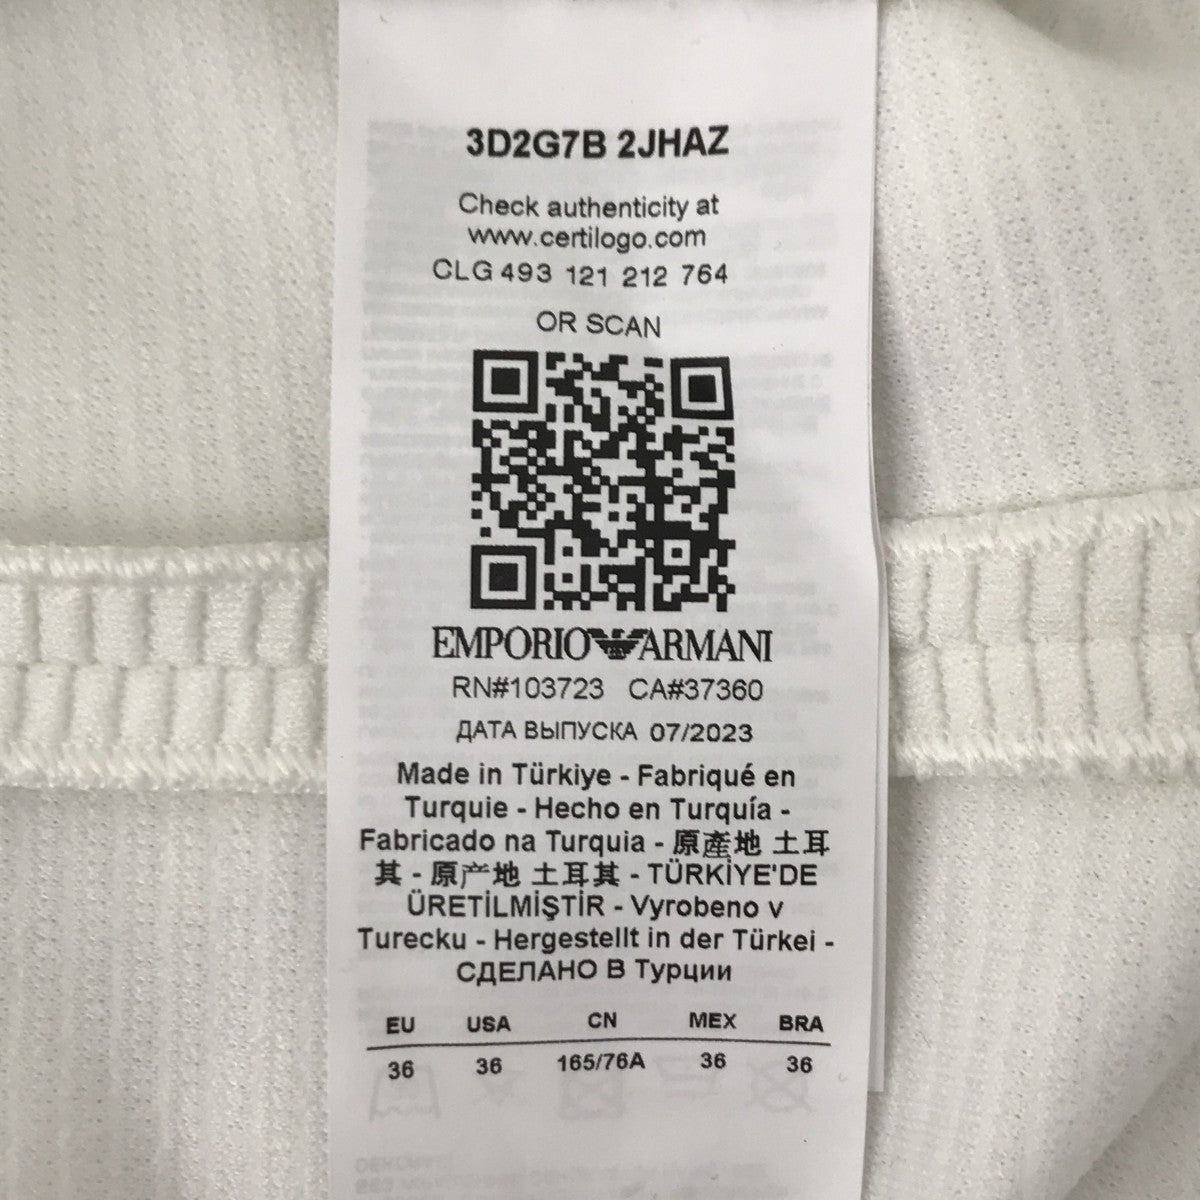 3D2G7B 2JHAZ
Check authenticity at
www.certilogo.com
CLG 493 121 212 764
OR SCAN
EMPORIO ARMANI
RN#103723 CA#37360
ДАТА ВЫПУСКА 07/2023
Made in Türkiye - Fabriqué en
Turquie - Hecho en Turquía -
Fabricado na Turquia - 原產地 土耳
其 - 原产地 土耳其 - TÜRKİYE'DE
ÜRETİLMİŞTİR - Vyrobeno v
Turecku - Hergestellt in der Türkei -
СДЕЛАНО В Турции
EU USA CN MEX BRA
36 36 165/76A 36 36